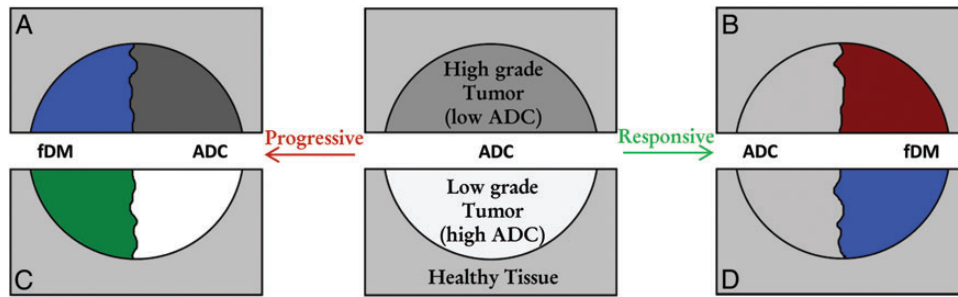 A
High grade
Tumor
(low ADC)
B
fDM
ADC
Progressive
ADC
Responsive
ADC
fDM
C
Low grade
Tumor
(high ADC)
Healthy Tissue
D